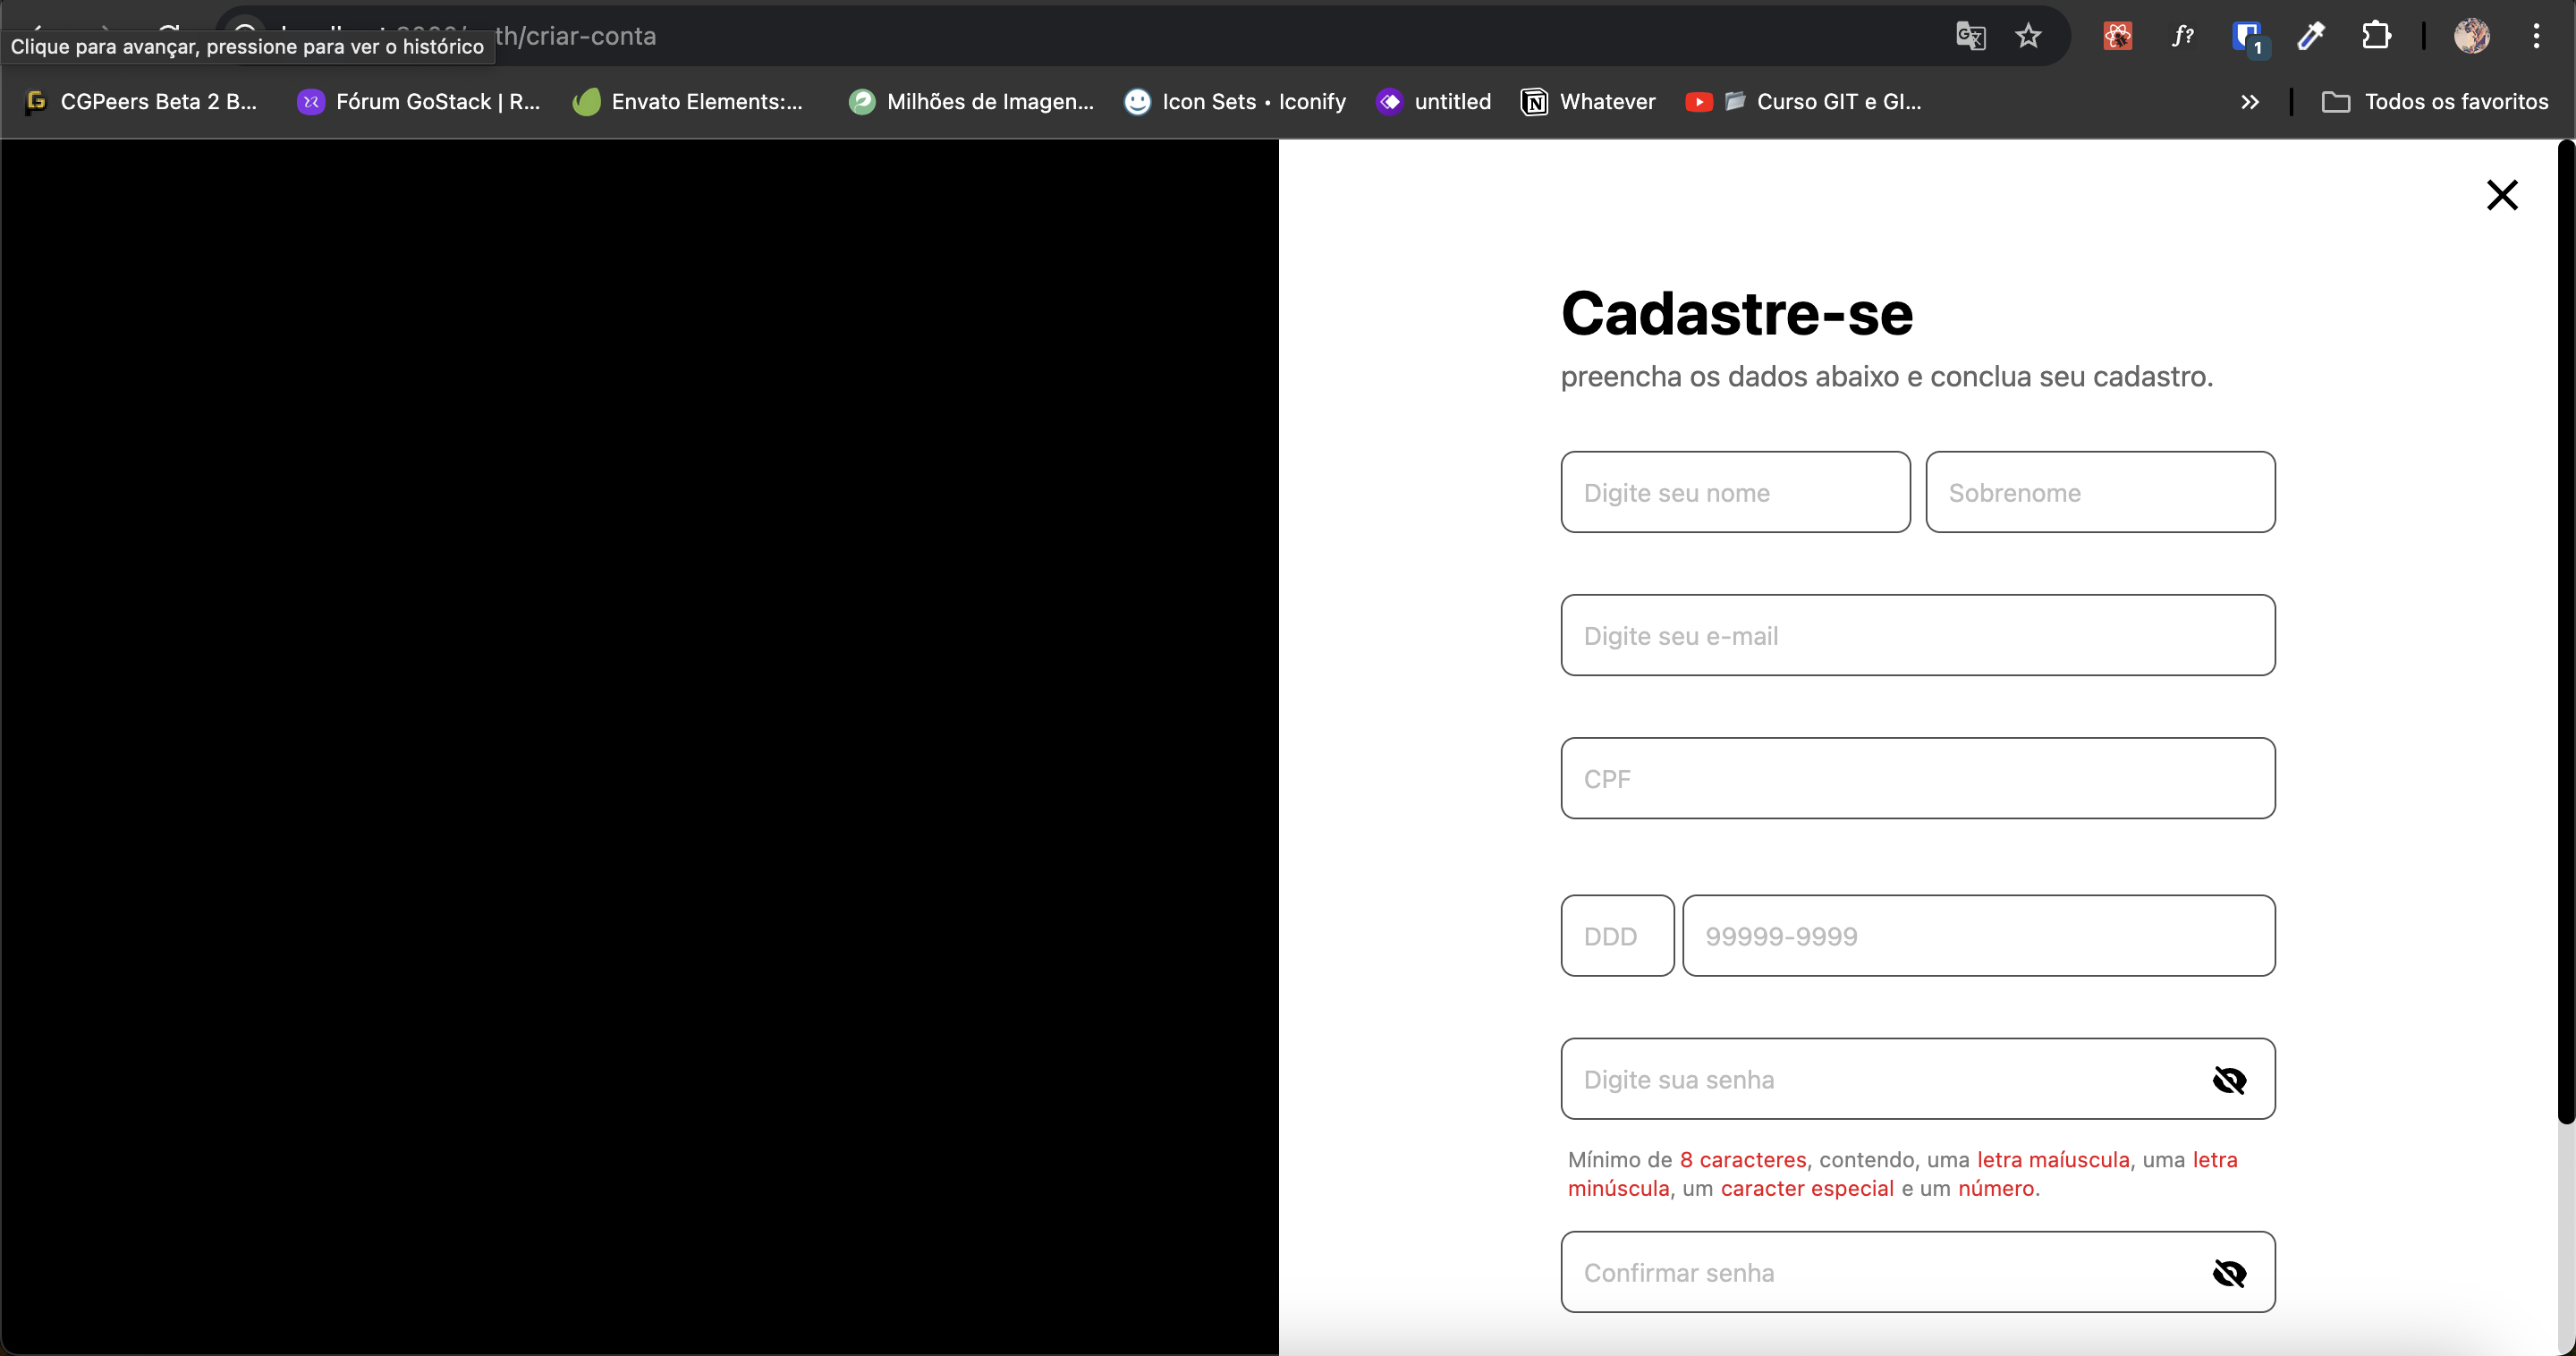 th/criar-conta
Clique para avançar, pressione para ver o histórico
f?
1
CGPeers Beta 2 B...
Fórum GoStack | R...
Envato Elements:...
Milhões de Imagen...
Icon Sets • Iconify
untitled
Whatever
Curso GIT e GI...
Todos os favoritos
Cadastre-se
preencha os dados abaixo e conclua seu cadastro.
Digite seu nome
Sobrenome
Digite seu e-mail
CPF
DDD
99999-9999
Digite sua senha
Mínimo de 8 caracteres, contendo, uma letra maíuscula, uma letra
minúscula, um caracter especial e um número.
Confirmar senha